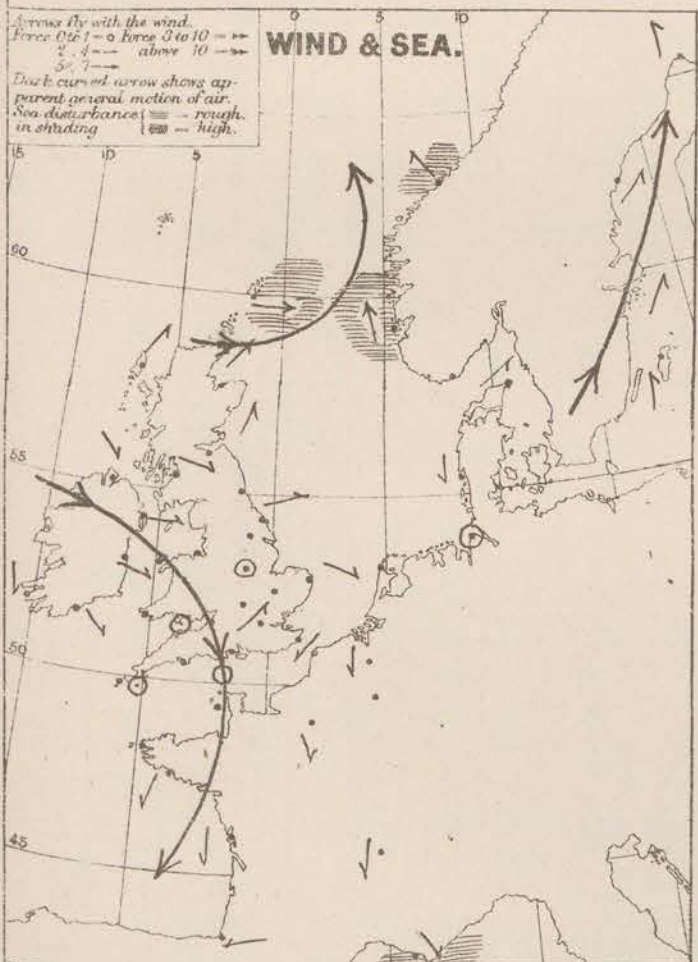 Arrows fly with the wind.
Force 0 to 1 – o Force 8 to 10 –
2 „ 4 – above 10 –
5 „ 7 –
Dark curved arrow shows ap-
parent general motion of air.
Sea disturbance { – rough.
in shading { – high.
WIND & SEA.
0 5 10
15 10 5
60
55
50
45